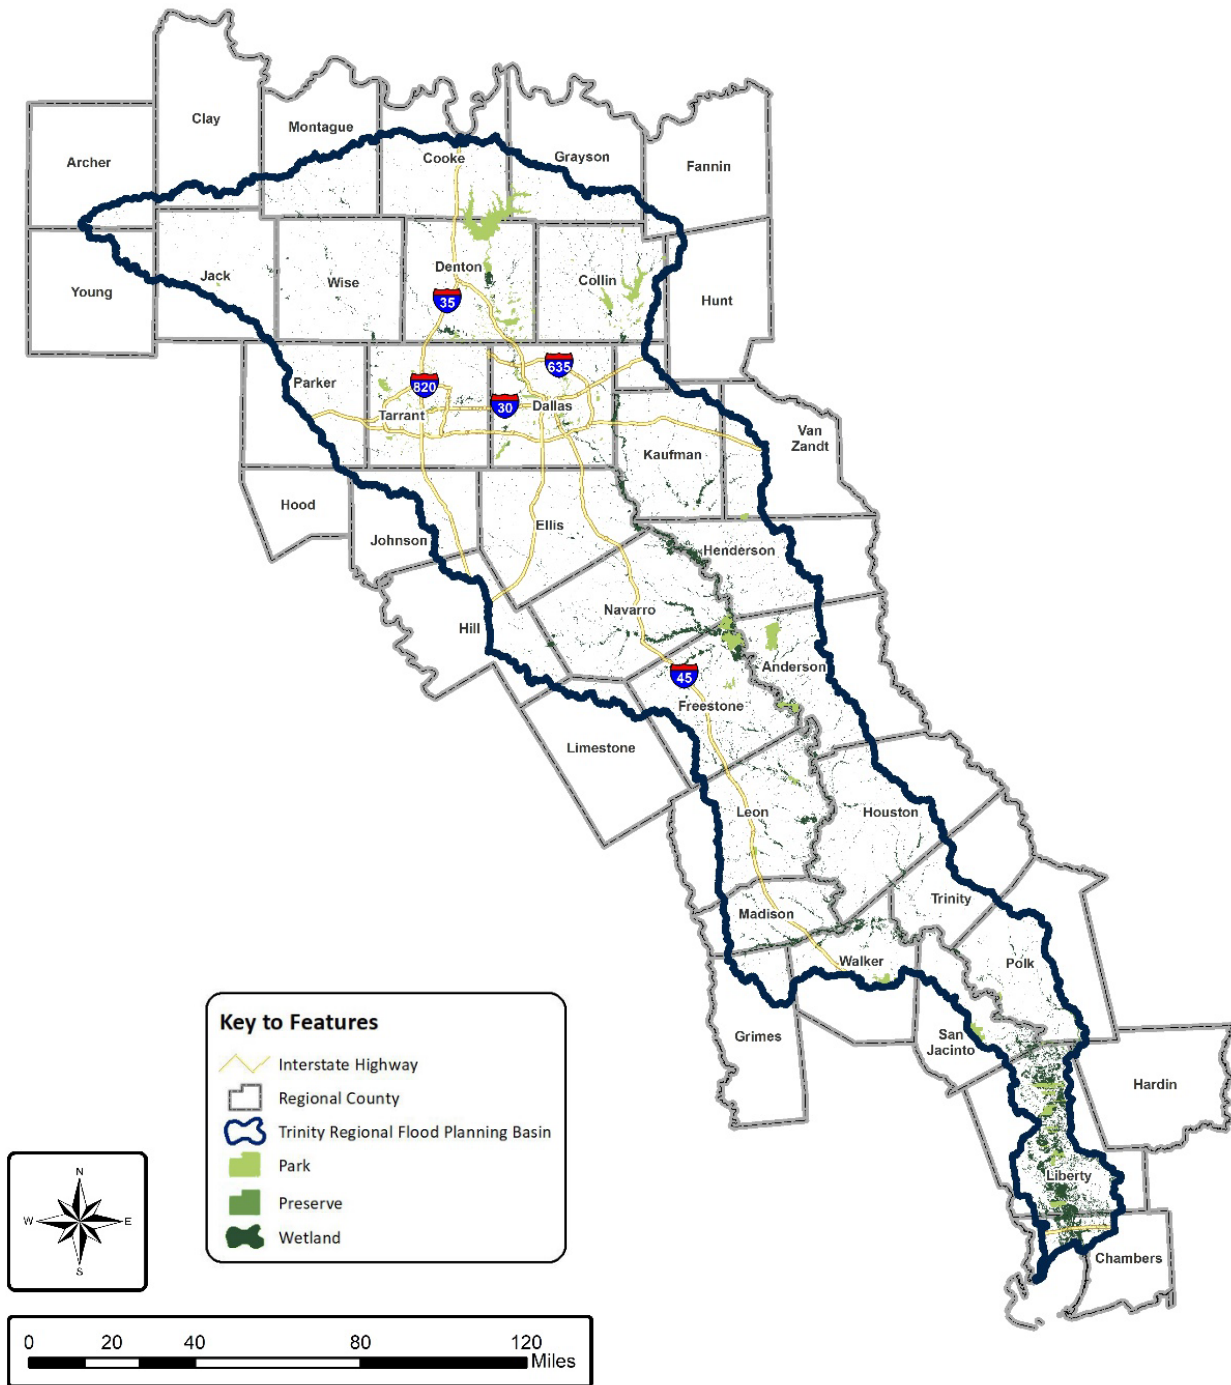 Clay
Montague
Archer
Cooke
Grayson
Fannin
Jack
Wise
Denton
Collin
Young
Hunt
35
635
820
30
Parker
Tarrant
Dallas
Van
Zandt
Kaufman
Hood
Ellis
Johnson
Henderson
Navarro
Hill
Anderson
45
Freestone
Limestone
Leon
Houston
Trinity
Madison
Walker
Polk
Grimes
San
Jacinto
Hardin
Liberty
Chambers
Key to Features
Interstate Highway
Regional County
Trinity Regional Flood Planning Basin
Park
Preserve
Wetland
N
W
E
S
0 20 40 80 120
Miles